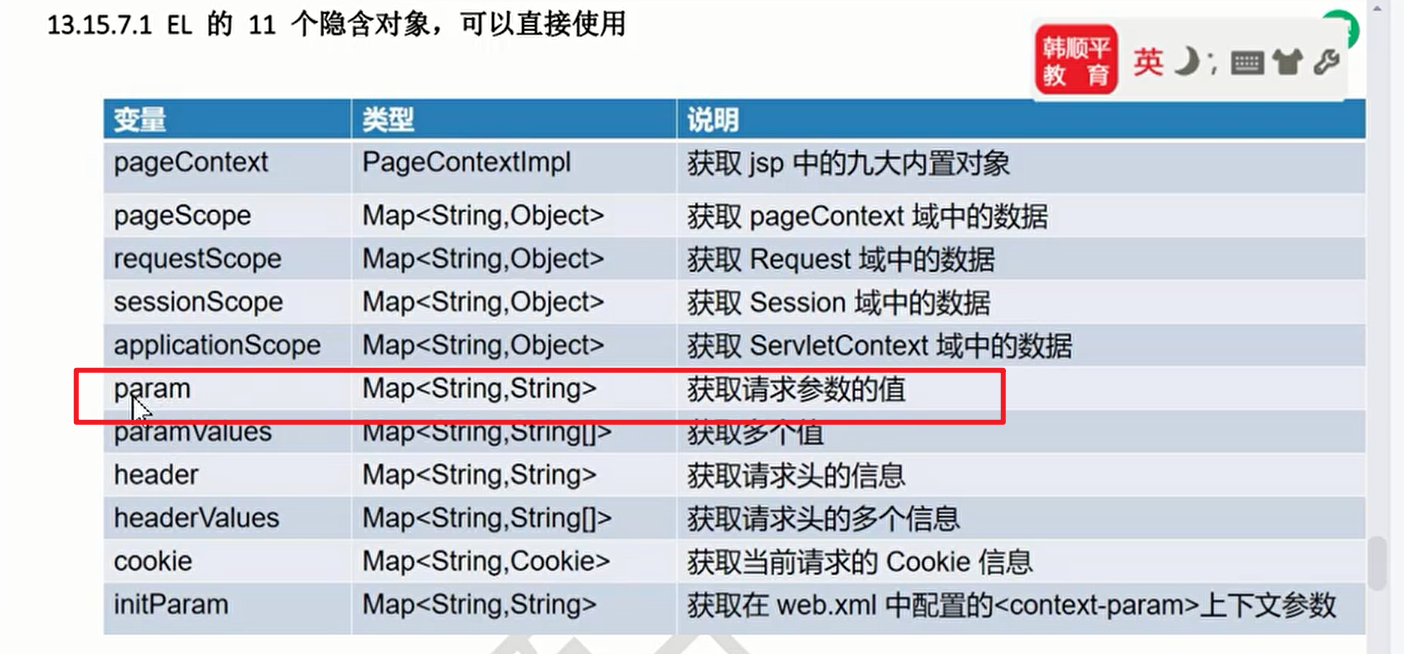 13.15.7.1 EL 的 11 个隐含对象，可以直接使用
韩顺平
教 育
英
变量 类型 说明
pageContext PageContextImpl 获取 jsp 中的九大内置对象
pageScope Map<String,Object> 获取 pageContext 域中的数据
requestScope Map<String,Object> 获取 Request 域中的数据
sessionScope Map<String,Object> 获取 Session 域中的数据
applicationScope Map<String,Object> 获取 ServletContext 域中的数据
param Map<String,String> 获取请求参数的值
paramValues Map<String,String[]> 获取多个值
header Map<String,String> 获取请求头的信息
headerValues Map<String,String[]> 获取请求头的多个信息
cookie Map<String,Cookie> 获取当前请求的 Cookie 信息
initParam Map<String,String> 获取在 web.xml 中配置的<context-param>上下文参数